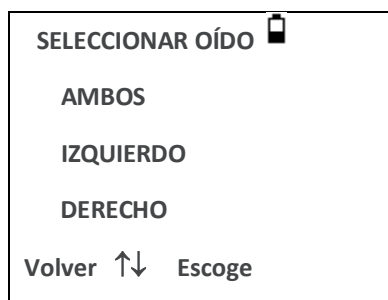 SELECCIONAR OÍDO
AMBOS
IZQUIERDO
DERECHO
Volver ↑↓ Escoge